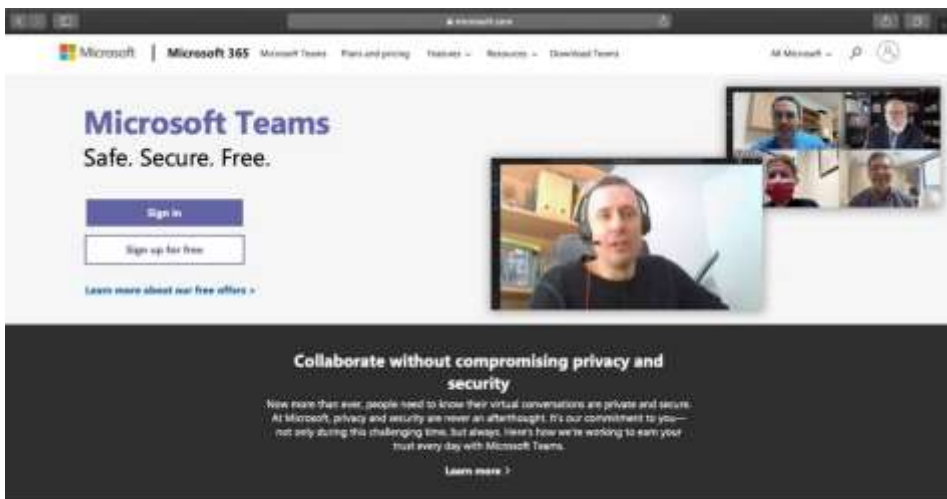 microsoft.com
Microsoft | Microsoft 365 Microsoft Teams Plans and pricing Features Resources Download Teams All Microsoft
Microsoft Teams
Safe. Secure. Free.
Sign in
Sign up for free
Learn more about our free offers >
Collaborate without compromising privacy and
security
Now more than ever, people need to know their virtual conversations are private and secure.
At Microsoft, privacy and security are never an afterthought. It's our commitment to you—
not only during this challenging time, but always. Here's how we're working to earn your
trust every day with Microsoft Teams.
Learn more >